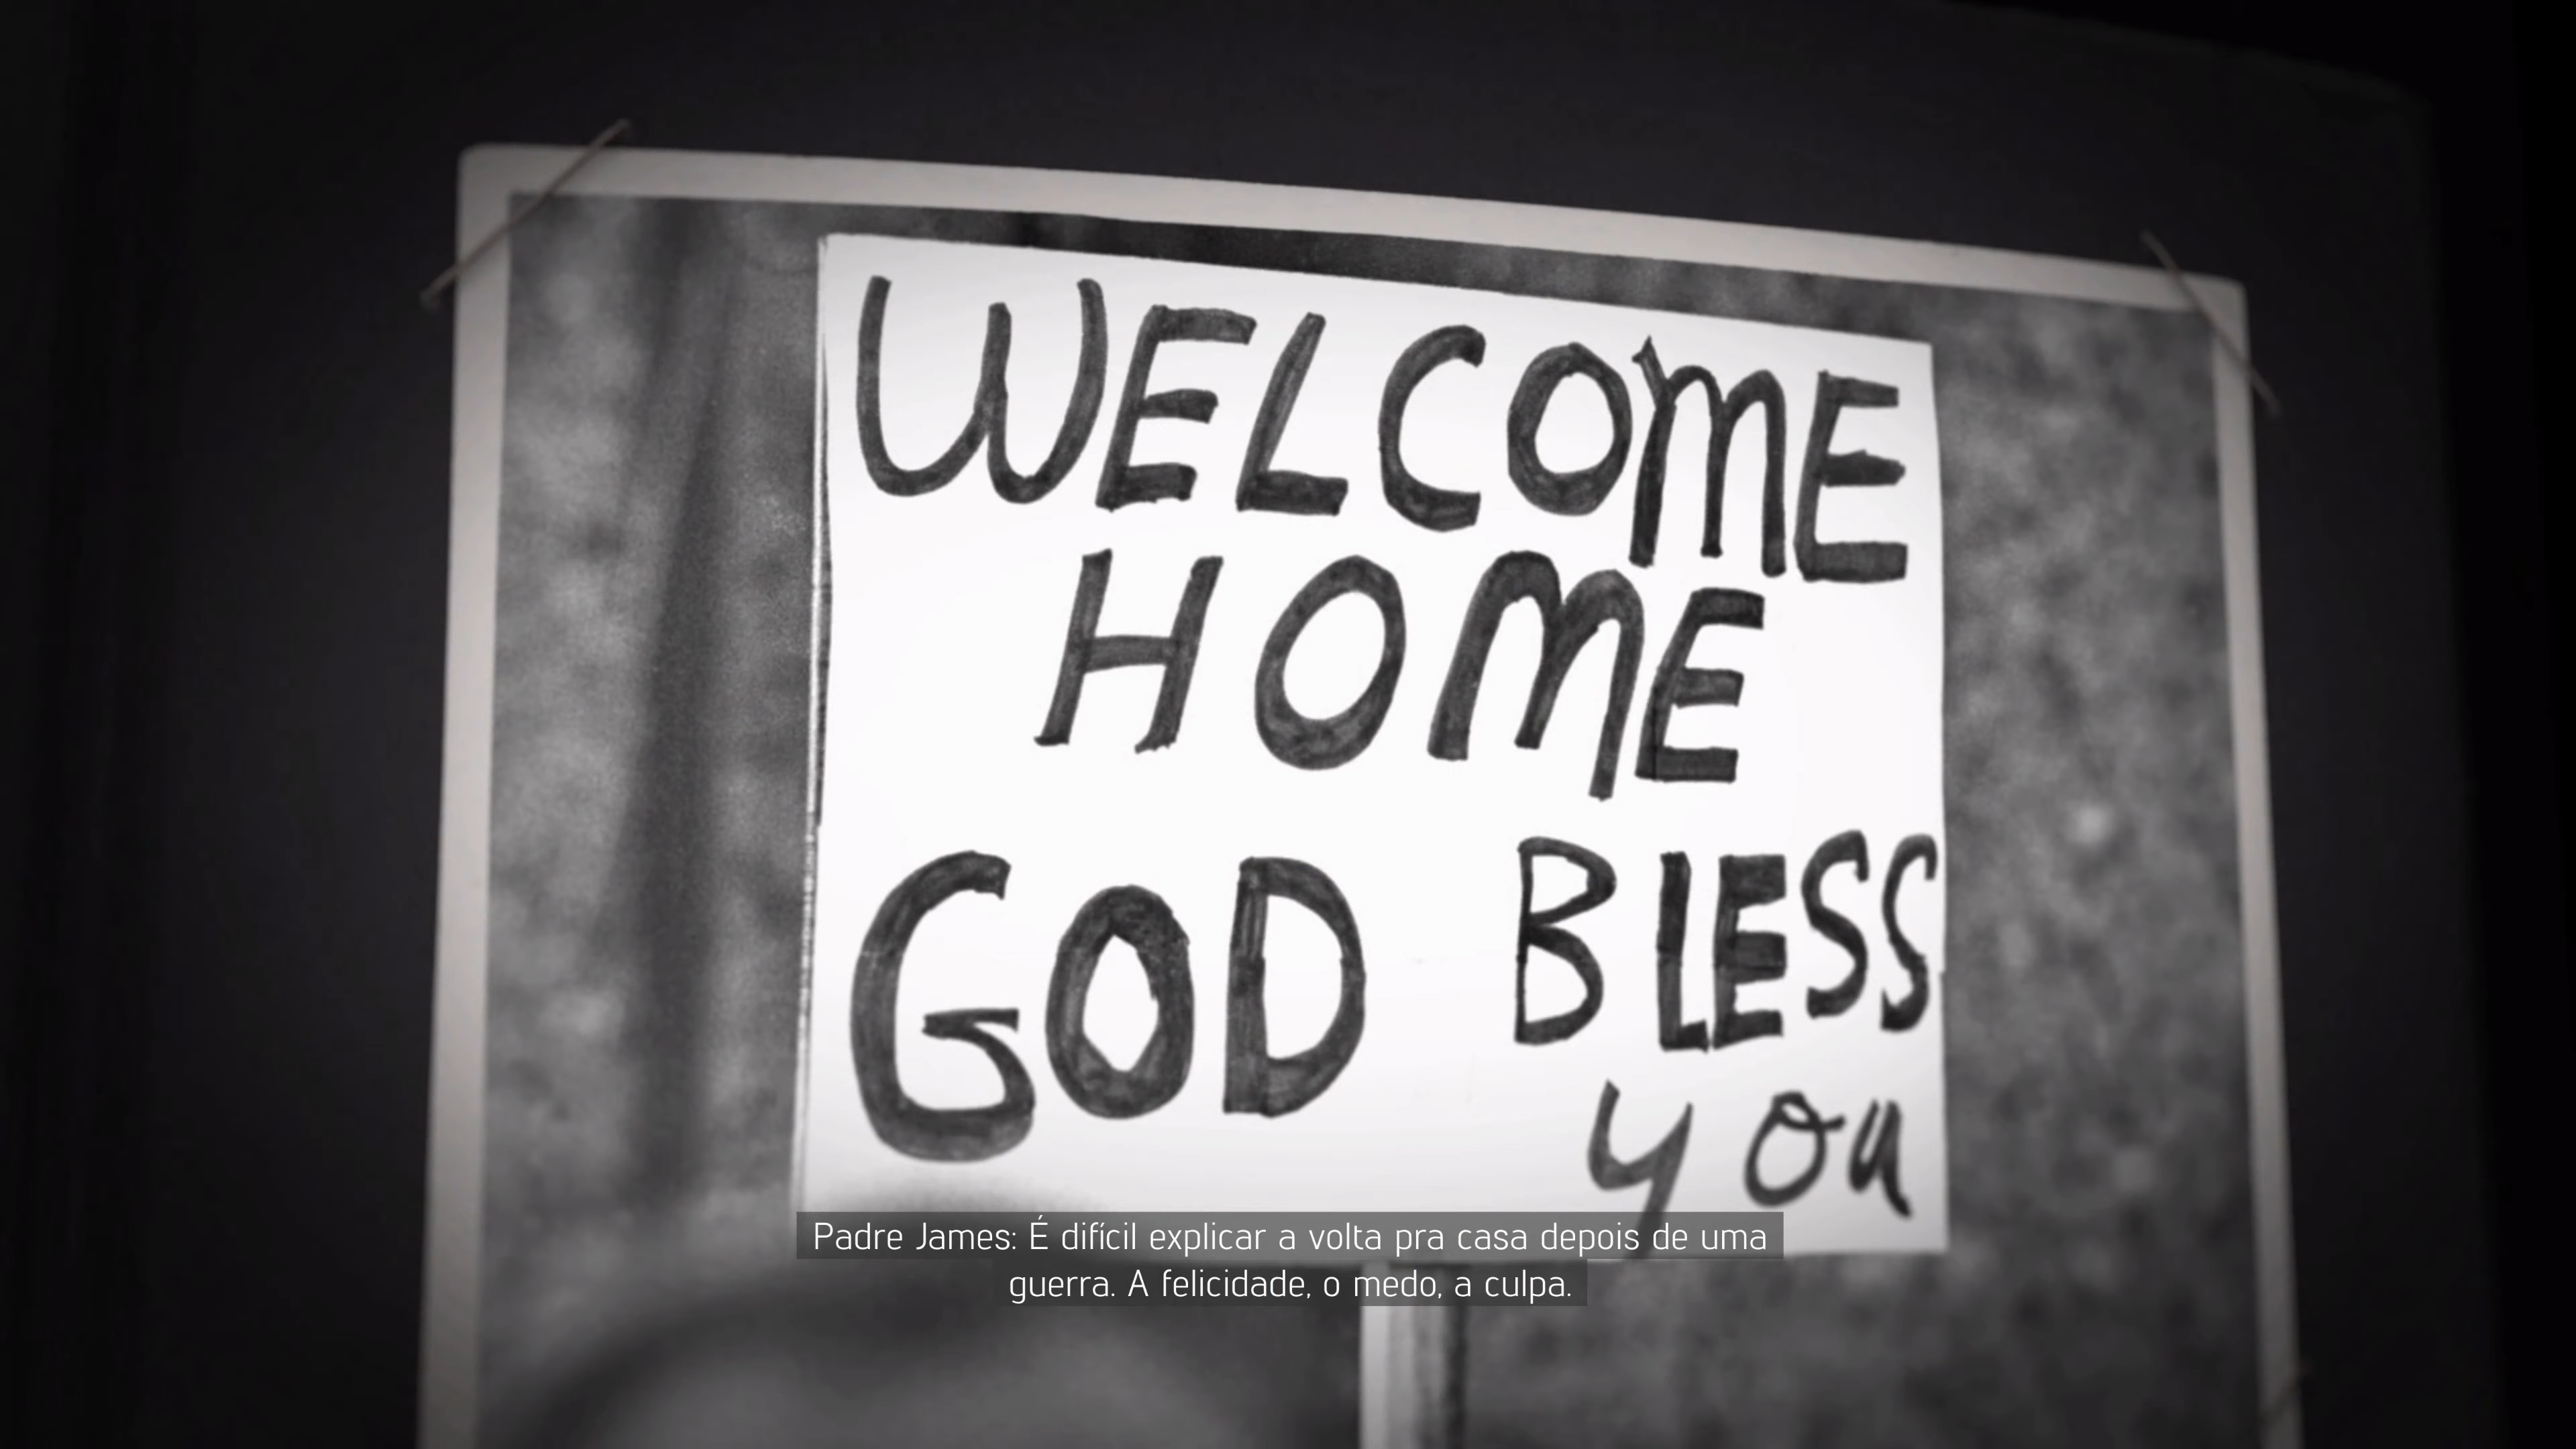 WELCOME
HOME
GOD BLESS
you
Padre James: É difícil explicar a volta pra casa depois de uma
guerra. A felicidade, o medo, a culpa.